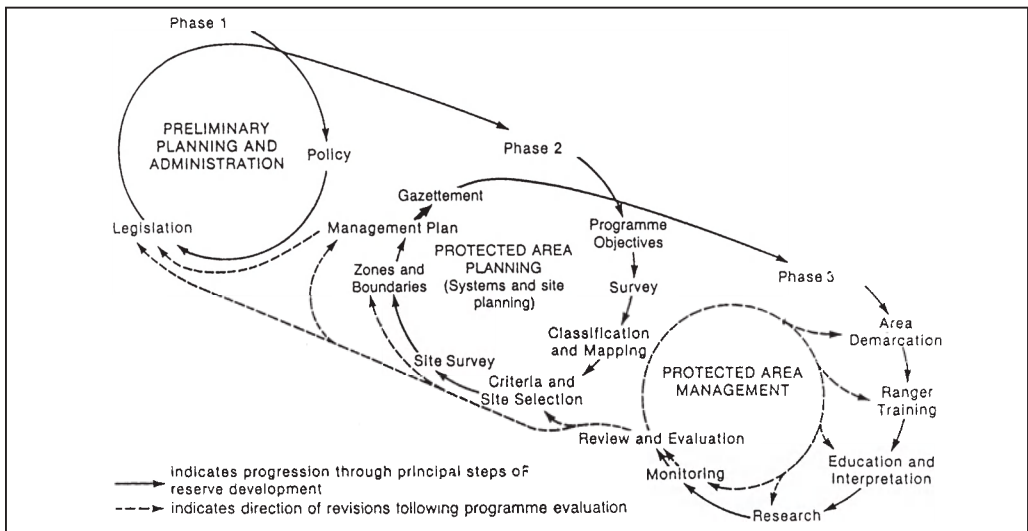 Phase 1
PRELIMINARY
PLANNING AND
ADMINISTRATION
Policy
Legislation
Phase 2
Programme
Objectives
Survey
Classification
and Mapping
Criteria and
Site Selection
Site Survey
Zones and
Boundaries
Management Plan
Gazettement
PROTECTED AREA
PLANNING
(Systems and site
planning)
Phase 3
Area
Demarcation
Ranger
Training
Education and
Interpretation
Research
Monitoring
Review and Evaluation
PROTECTED AREA
MANAGEMENT
indicates progression through principal steps of
reserve development
indicates direction of revisions following programme evaluation